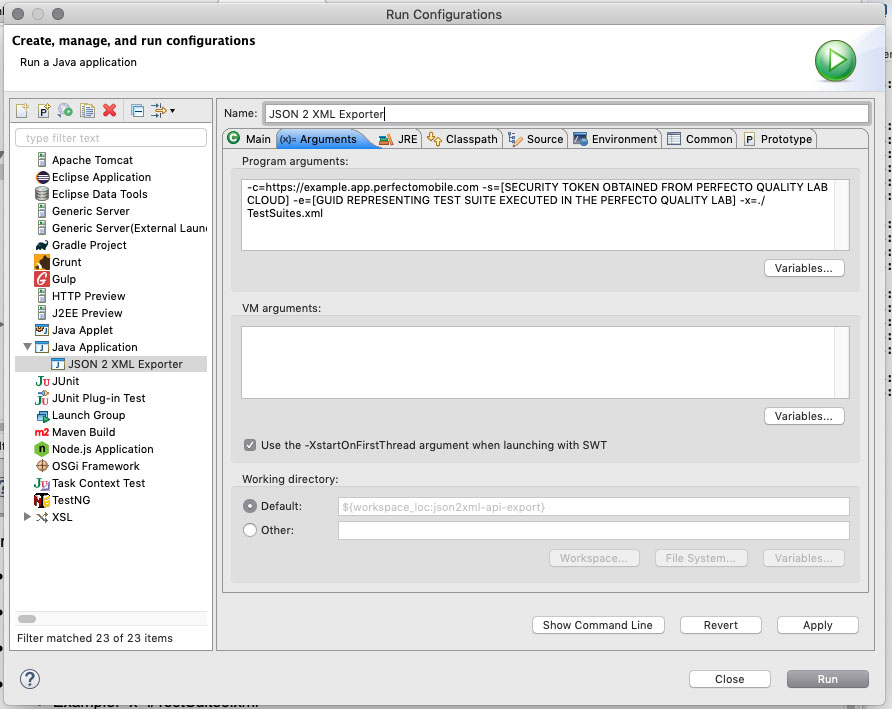 Run Configurations
Create, manage, and run configurations
Run a Java application
type filter text
Apache Tomcat
Eclipse Application
Eclipse Data Tools
Generic Server
Generic Server(External Laun
Gradle Project
Grunt
Gulp
HTTP Preview
J2EE Preview
Java Applet
Java Application
JSON 2 XML Exporter
JUnit
JUnit Plug-in Test
Launch Group
Maven Build
Node.js Application
OSGi Framework
Task Context Test
TestNG
XSL
Filter matched 23 of 23 items
Name: JSON 2 XML Exporter
Main (x)= Arguments JRE Classpath Source Environment Common Prototype
Program arguments:
-c=https://example.app.perfectomobile.com -s=[SECURITY TOKEN OBTAINED FROM PERFECTO QUALITY LAB
CLOUD] -e=[GUID REPRESENTING TEST SUITE EXECUTED IN THE PERFECTO QUALITY LAB] -x=./
TestSuites.xml
Variables...
VM arguments:
Variables...
Use the -XstartOnFirstThread argument when launching with SWT
Working directory:
Default: ${workspace_loc:json2xml-api-export}
Other:
Workspace... File System... Variables...
Show Command Line Revert Apply
? Close Run